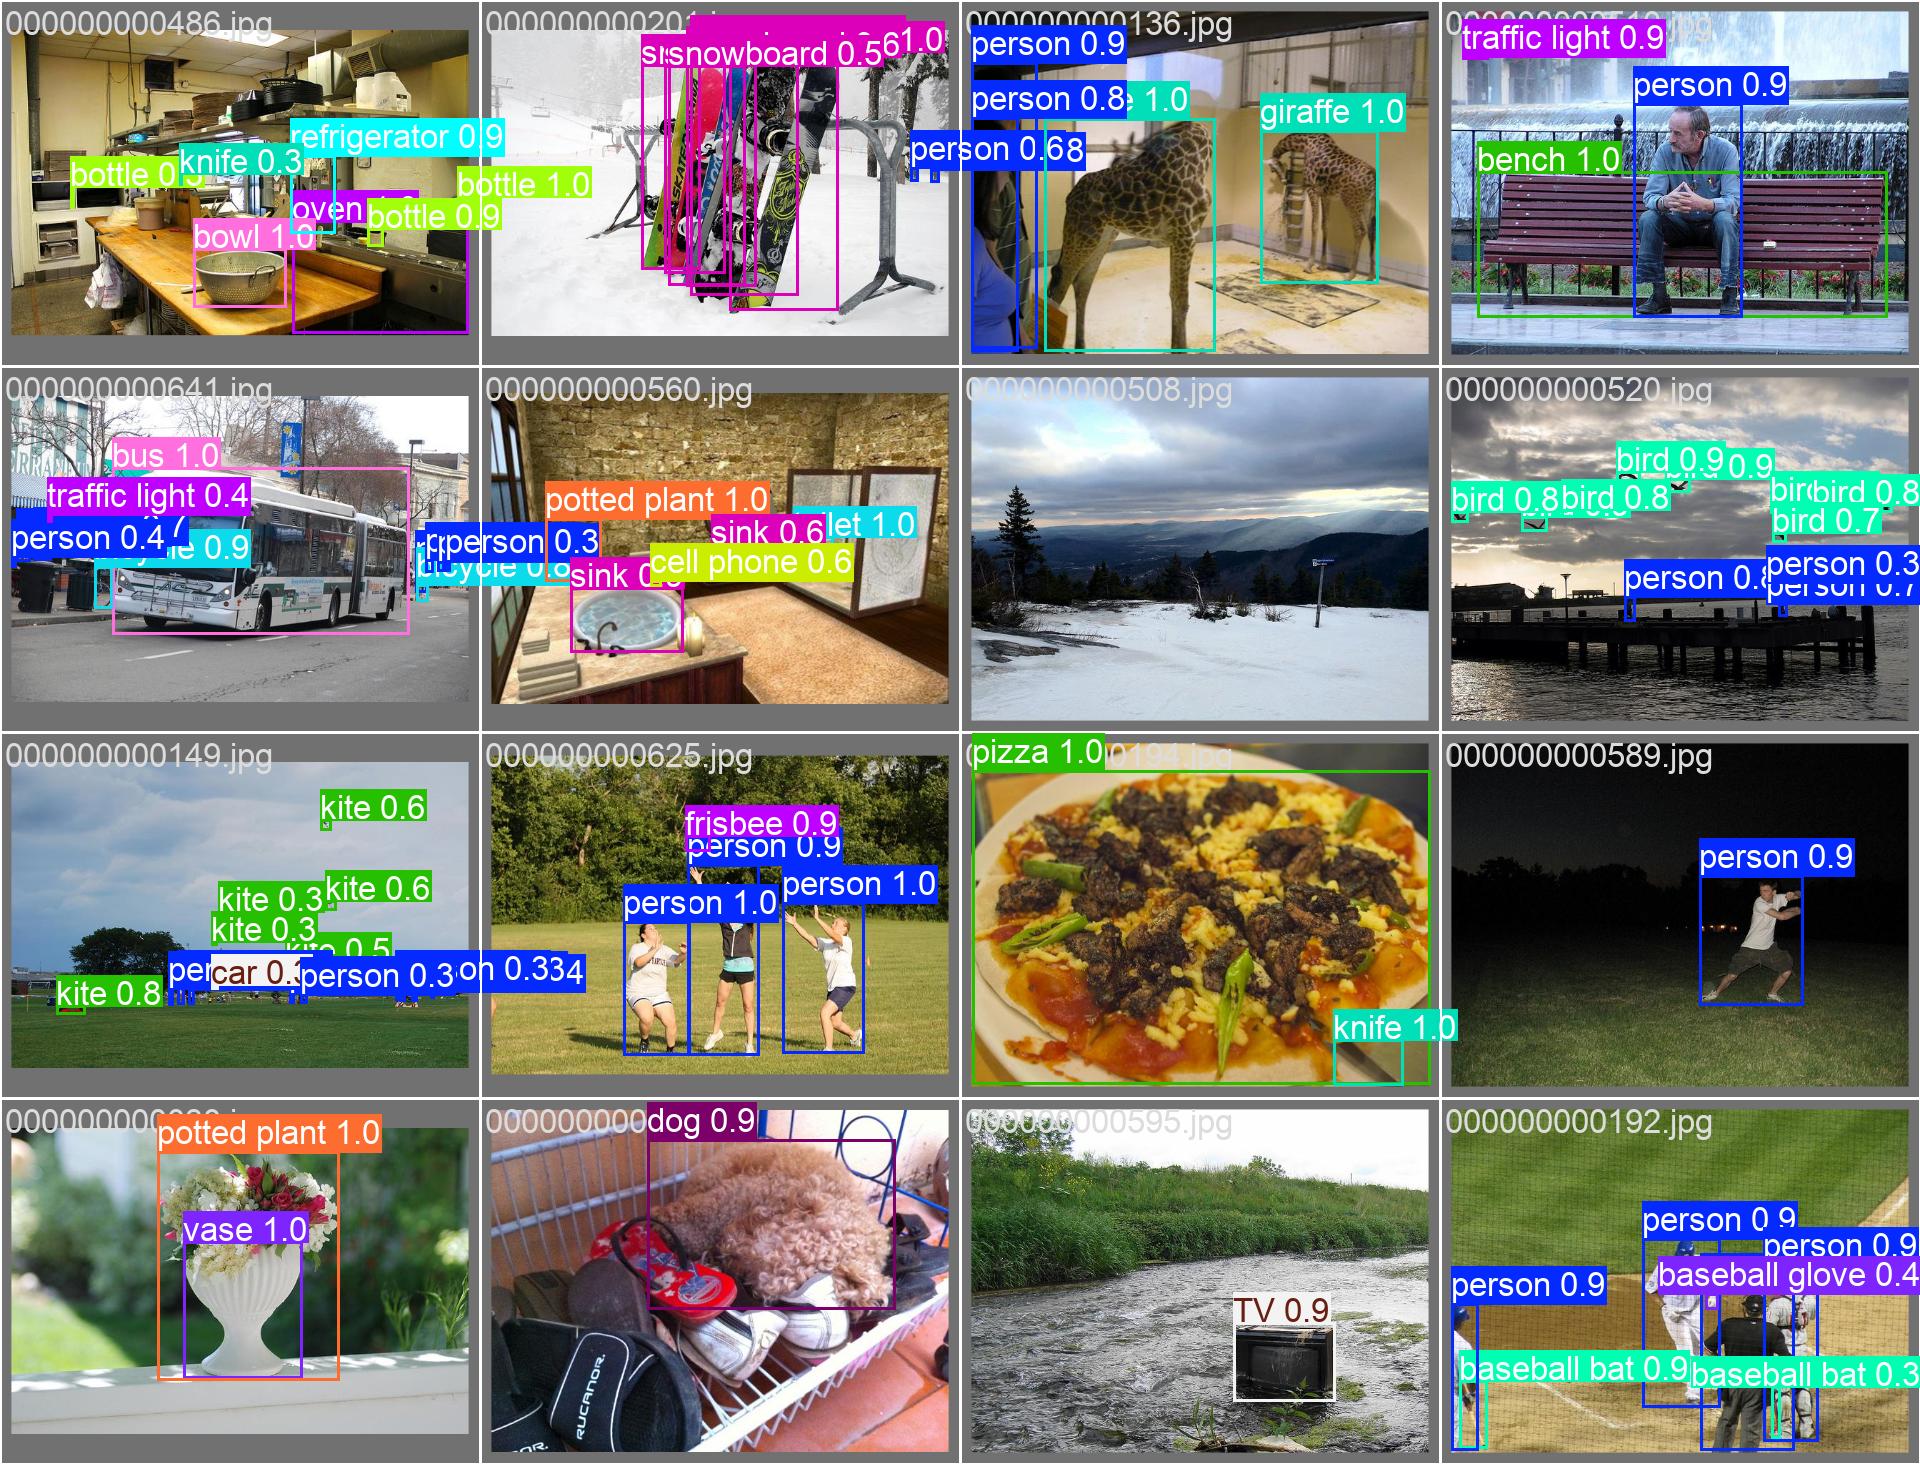 000000000486.jpg
refrigerator 0.9
knife 0.3
bottle 0.5
bottle 1.0
oven 1.0
bottle 0.9
bowl 1.0
snowboard 0.5
1.0
person 0.68
136.jpg
person 0.9
person 0.8
1.0
giraffe 1.0
traffic light 0.9
person 0.9
bench 1.0
000000000641.jpg
bus 1.0
traffic light 0.4
person 0.4
0.9
person 0.3
bicycle 0.8
000000000560.jpg
potted plant 1.0
sink 0.6
let 1.0
cell phone 0.6
sink
000000000508.jpg
000000000520.jpg
bird 0.9
0.9
bird 0.8
bird 0.8
bird 0.8
bird 0.7
person 0.8
person 0.3
person 0.7
000000000149.jpg
kite 0.6
kite 0.3
kite 0.6
kite 0.3
kite 0.5
car 0.3
person 0.3
on 0.334
kite 0.8
000000000625.jpg
frisbee 0.9
person 0.9
person 1.0
person 1.0
pizza 1.0
0194.jpg
knife 1.0
000000000589.jpg
person 0.9
potted plant 1.0
vase 1.0
dog 0.9
RUCANOR.
OR.
000000000595.jpg
TV 0.9
000000000192.jpg
person 0.9
person 0.9
baseball glove 0.4
person 0.9
baseball bat 0.9
baseball bat 0.3